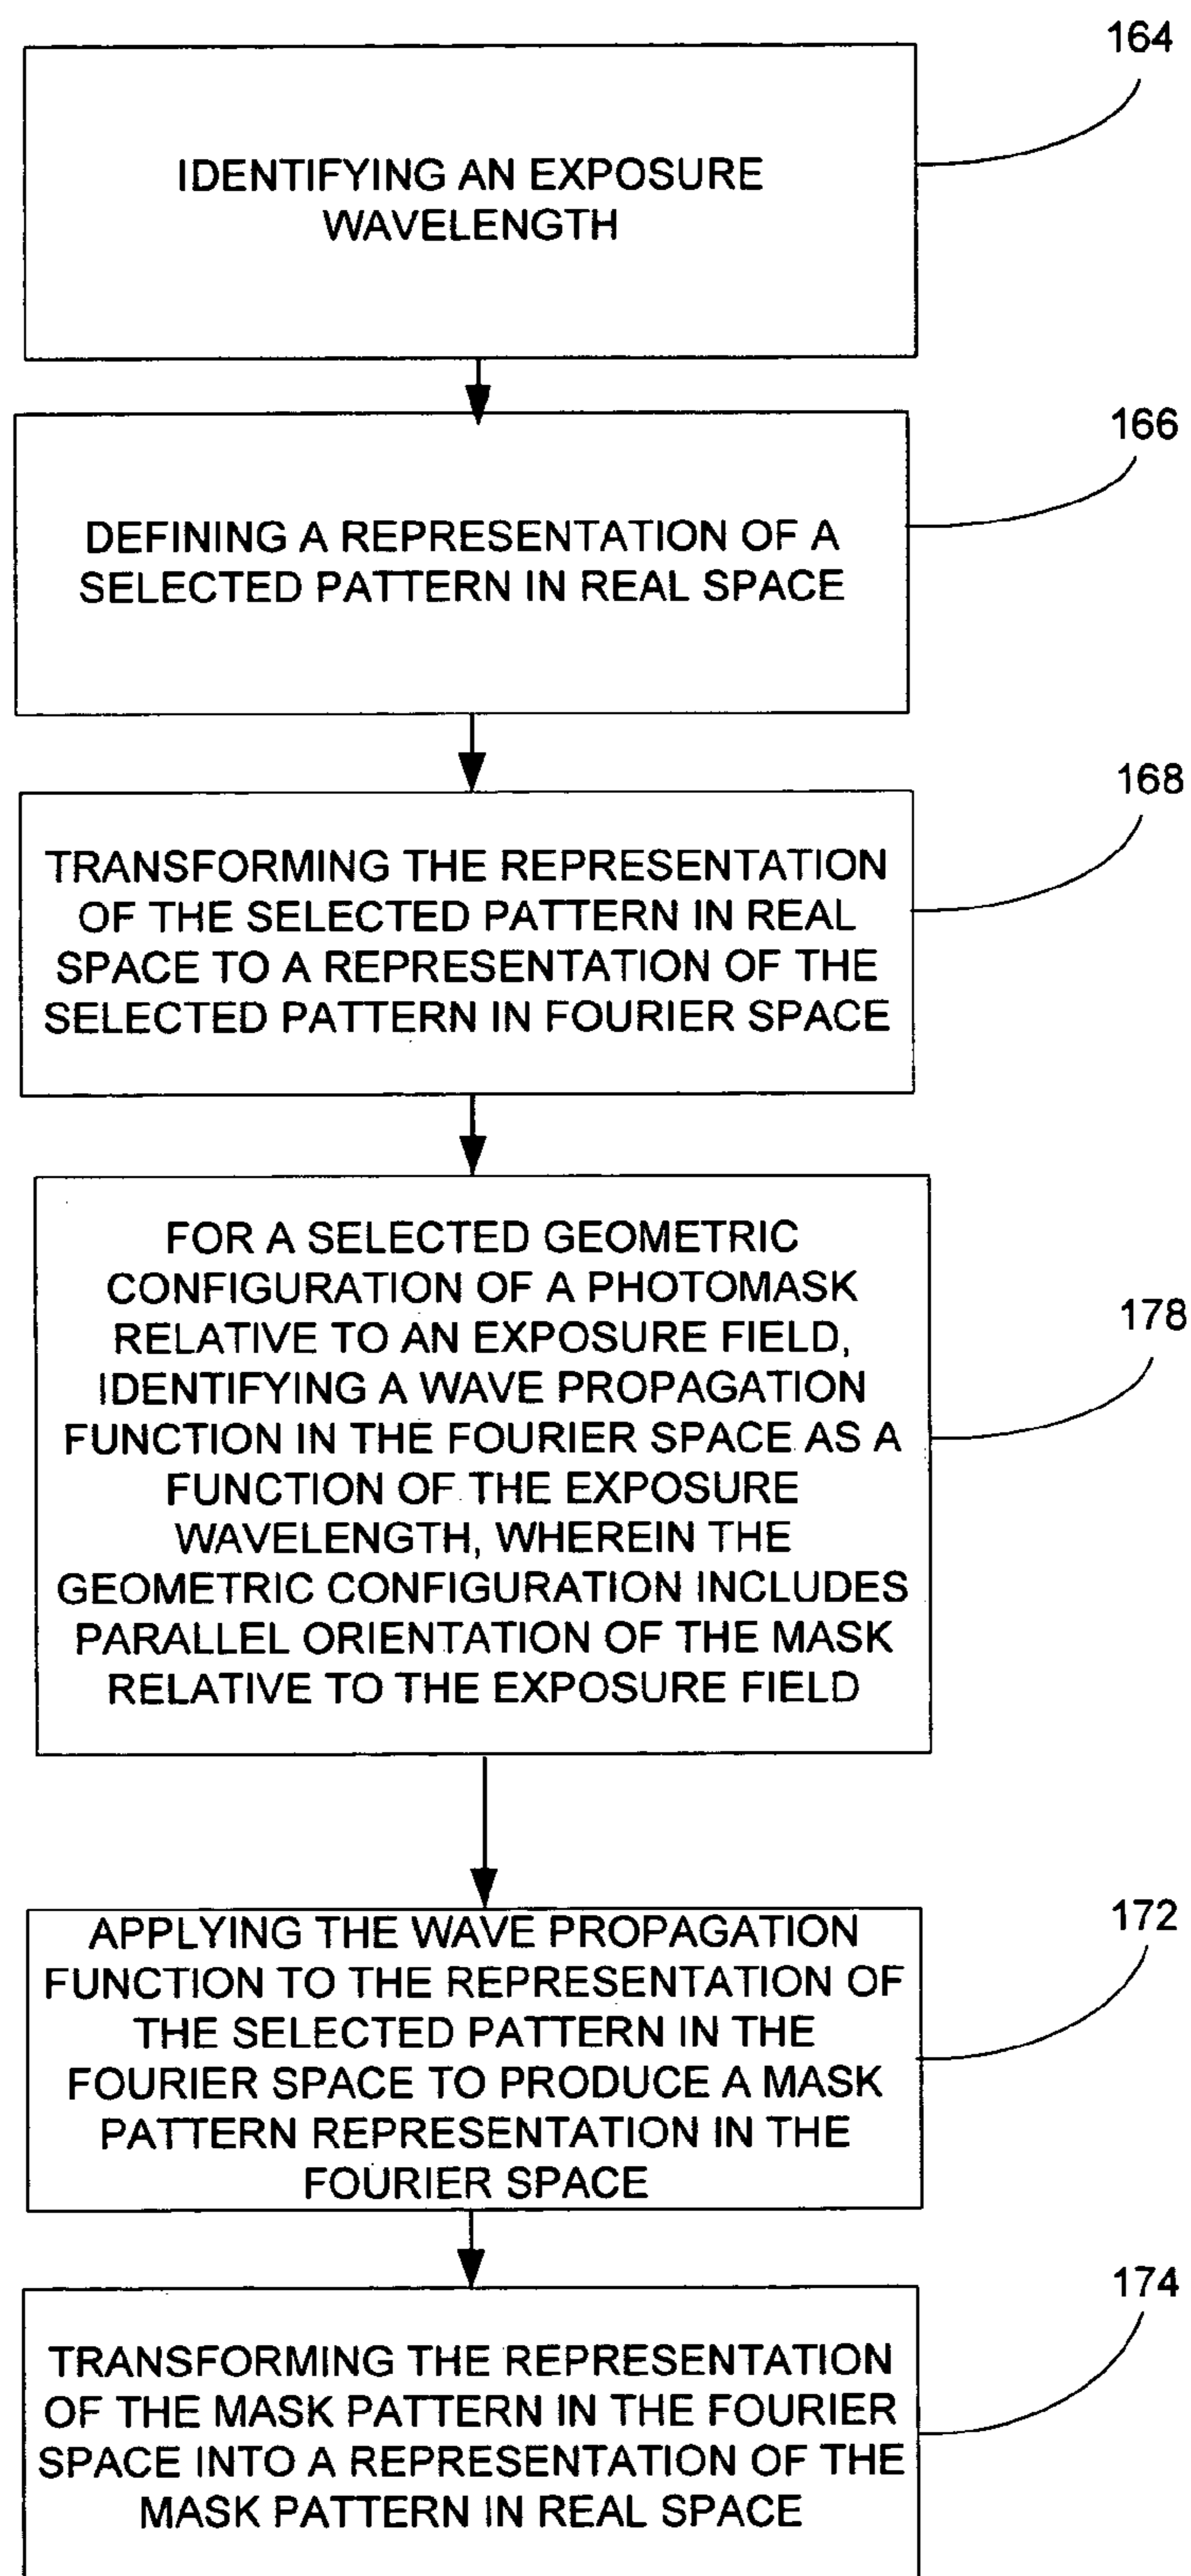 164
IDENTIFYING AN EXPOSURE
WAVELENGTH
166
DEFINING A REPRESENTATION OF A
SELECTED PATTERN IN REAL SPACE
168
TRANSFORMING THE REPRESENTATION
OF THE SELECTED PATTERN IN REAL
SPACE TO A REPRESENTATION OF THE
SELECTED PATTERN IN FOURIER SPACE
178
FOR A SELECTED GEOMETRIC
CONFIGURATION OF A PHOTOMASK
RELATIVE TO AN EXPOSURE FIELD,
IDENTIFYING A WAVE PROPAGATION
FUNCTION IN THE FOURIER SPACE AS A
FUNCTION OF THE EXPOSURE
WAVELENGTH, WHEREIN THE
GEOMETRIC CONFIGURATION INCLUDES
PARALLEL ORIENTATION OF THE MASK
RELATIVE TO THE EXPOSURE FIELD
172
APPLYING THE WAVE PROPAGATION
FUNCTION TO THE REPRESENTATION OF
THE SELECTED PATTERN IN THE
FOURIER SPACE TO PRODUCE A MASK
PATTERN REPRESENTATION IN THE
FOURIER SPACE
174
TRANSFORMING THE REPRESENTATION
OF THE MASK PATTERN IN THE FOURIER
SPACE INTO A REPRESENTATION OF THE
MASK PATTERN IN REAL SPACE